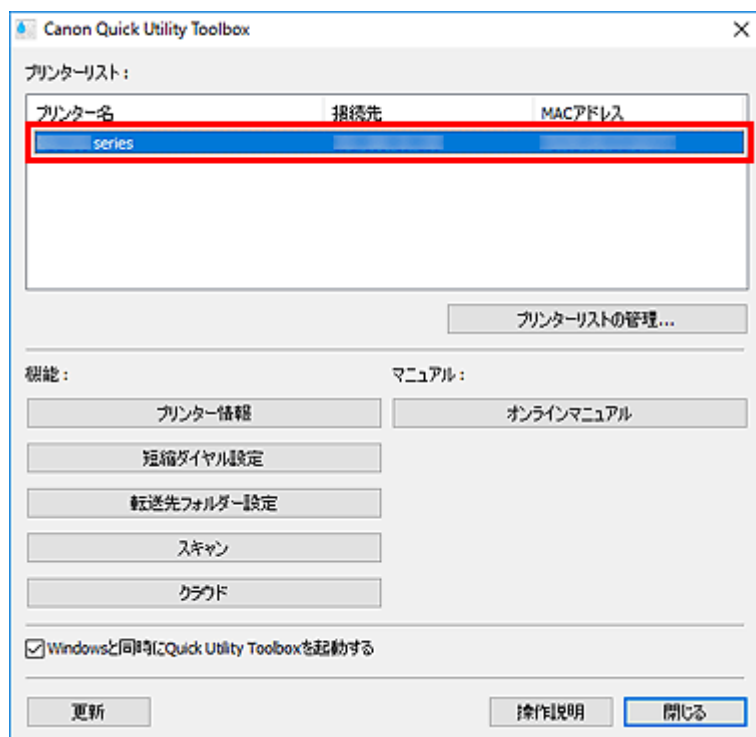 Canon Quick Utility Toolbox
プリンターリスト：
プリンター名 接続先 MACアドレス
series
プリンターリストの管理...
機能： マニュアル：
プリンター情報 オンラインマニュアル
短縮ダイヤル設定
転送先フォルダー設定
スキャン
クラウド
Windowsと同時にQuick Utility Toolboxを起動する
更新 操作説明 閉じる